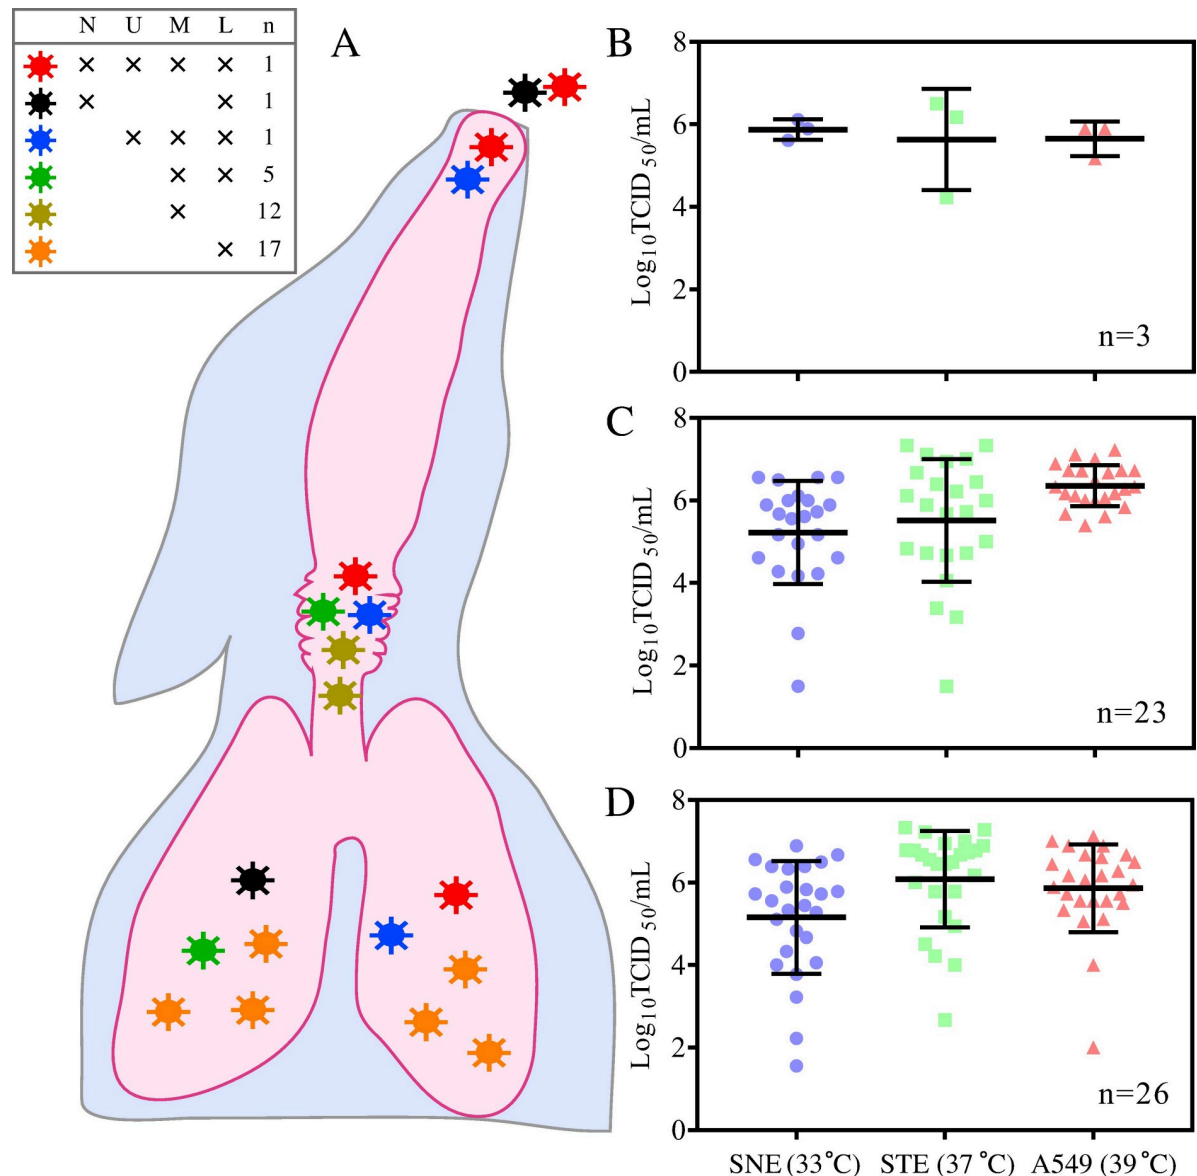 N U M L n
× × × × 1
× × 1
× × × 1
× × 5
× 12
× 17
A
B
8
6
4
2
0
Log10TCID50/mL
n=3
C
8
6
4
2
0
Log10TCID50/mL
n=23
D
8
6
4
2
0
Log10TCID50/mL
n=26
SNE (33°C) STE (37 °C) A549 (39 °C)